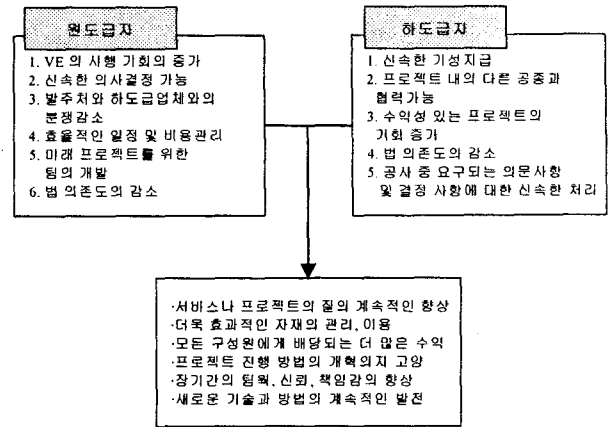 원도급자
1. VE 의 시행 기회의 증가
2. 신속한 의사결정 가능
3. 발주처와 하도급업체와의
분쟁감소
4. 효율적인 일정 및 비용관리
5. 미래 프로젝트를 위한
팀의 개발
6. 법 의존도의 감소
하도급자
1. 신속한 기성지급
2. 프로젝트 내의 다른 공종과
협력가능
3. 수익성 있는 프로젝트의
기회 증가
4. 법 의존도의 감소
5. 공사 중 요구되는 의문사항
및 결정 사항에 대한 신속한 처리
·서비스나 프로젝트의 질의 계속적인 향상
·더욱 효과적인 자재의 관리, 이용
·모든 구성원에게 배당되는 더 많은 수익
·프로젝트 진행 방법의 개혁의지 고양
·장기간의 팀웍, 신뢰, 책임감의 향상
·새로운 기술과 방법의 계속적인 발전